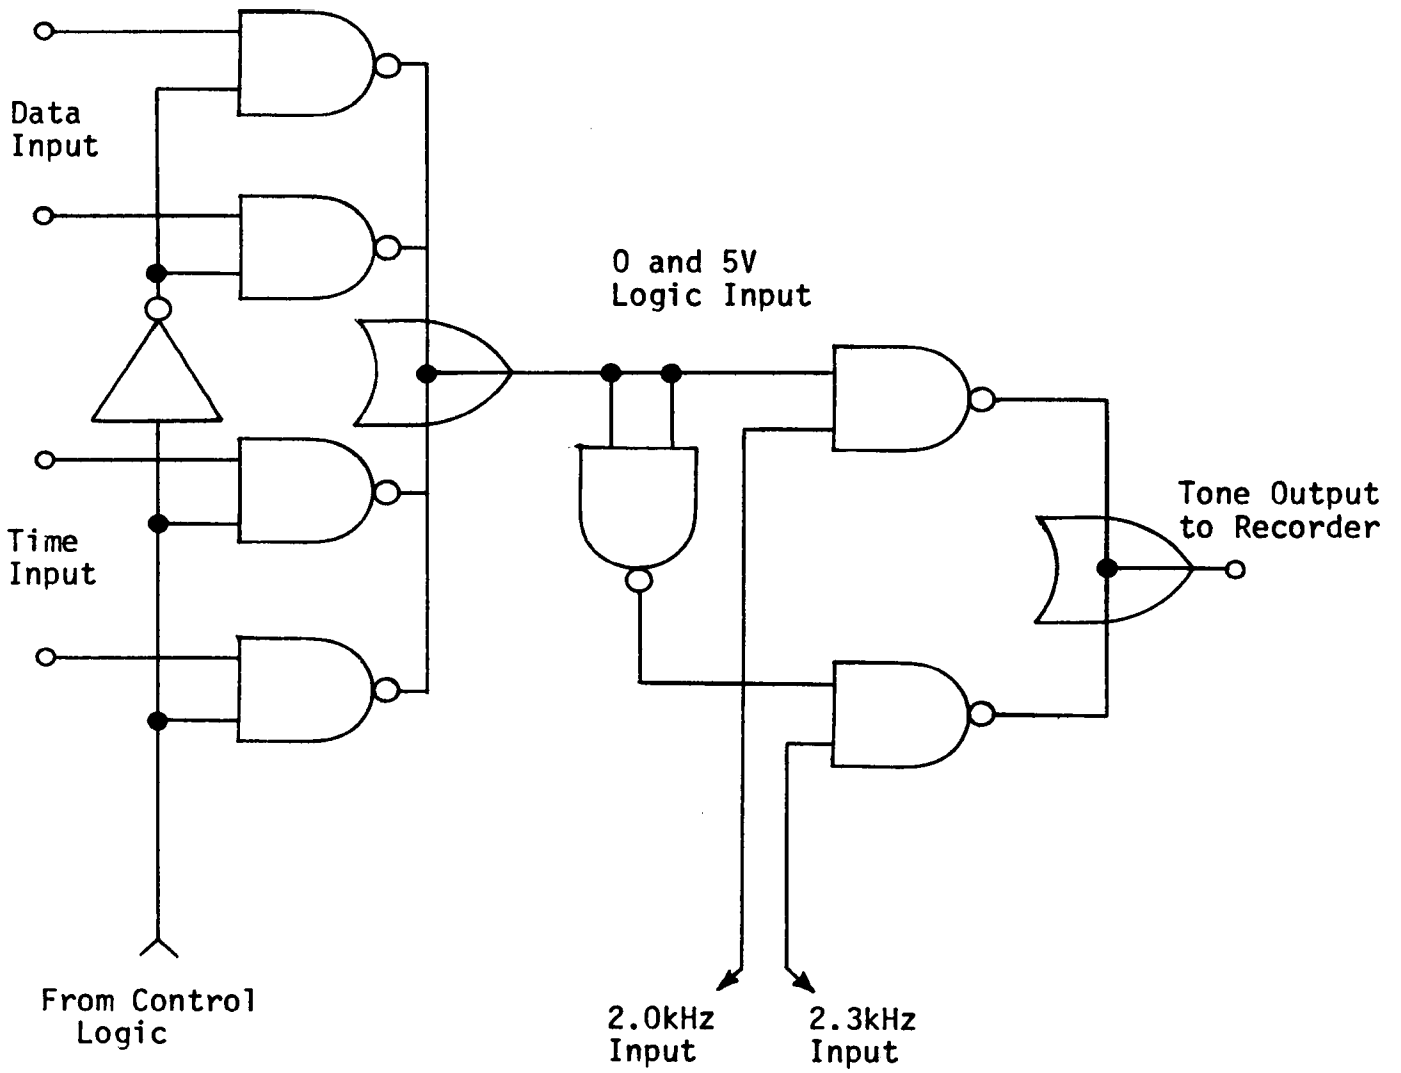 Data
Input
0 and 5V
Logic Input
Tone Output
to Recorder
Time
Input
From Control
Logic
2.0kHz
Input
2.3kHz
Input